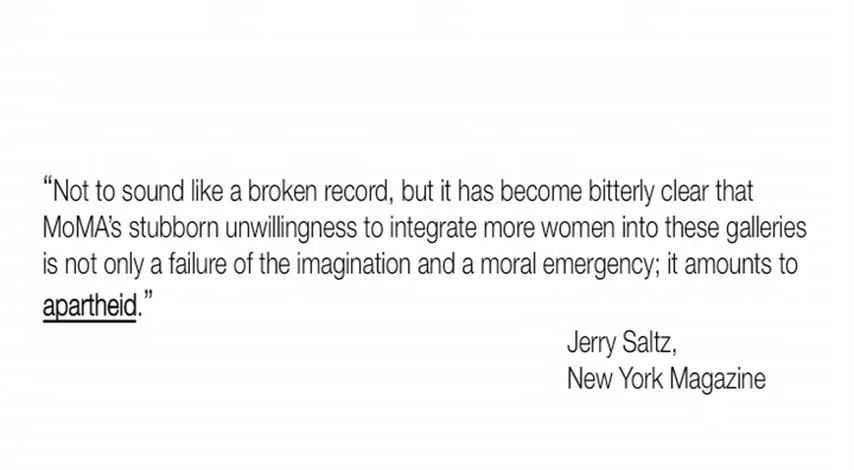 “Not to sound like a broken record, but it has become bitterly clear that
MoMA’s stubborn unwillingness to integrate more women into these galleries
is not only a failure of the imagination and a moral emergency; it amounts to
apartheid.”
Jerry Saltz,
New York Magazine